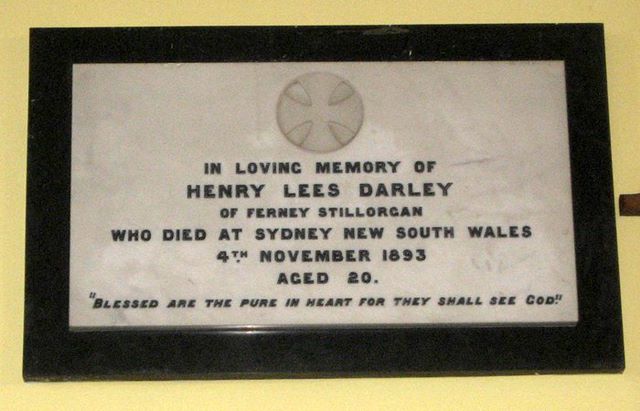 IN LOVING MEMORY OF
HENRY LEES DARLEY
OF FERNEY STILLORGAN
WHO DIED AT SYDNEY NEW SOUTH WALES
4TH NOVEMBER 1893
AGED 20.
"BLESSED ARE THE PURE IN HEART FOR THEY SHALL SEE GOD."